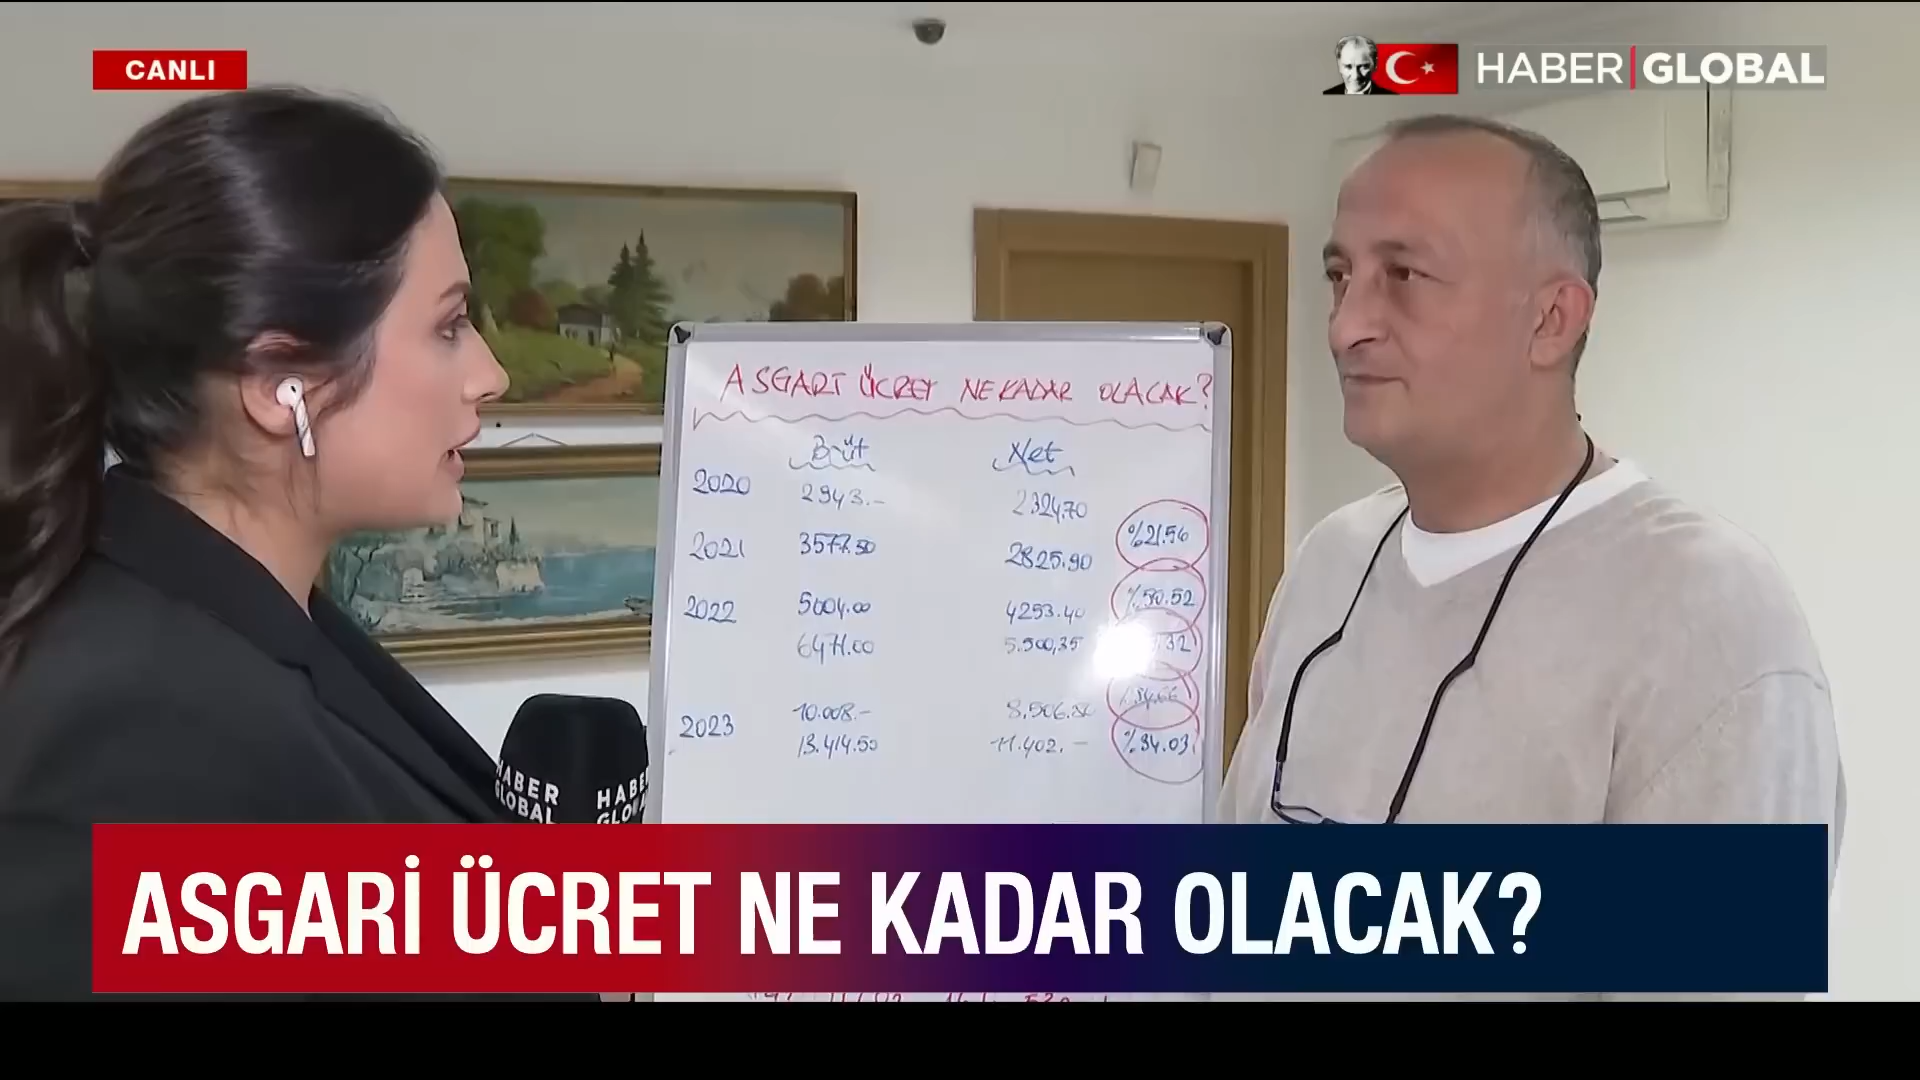 CANLI
HABER GLOBAL
ASGARİ ÜCRET NE KADAR OLACAK?
Brüt Net
2020 2943.- 2.324,70
%21.56
2021 3577.50 2825.90
%50.52
2022 5004.00 4253.40
6471.00 5.500,35
2023 10.008.- 8.506.80
13.414.50 11.402.-
%34.03
HABER GLOBAL
HABER
ASGARİ ÜCRET NE KADAR OLACAK?